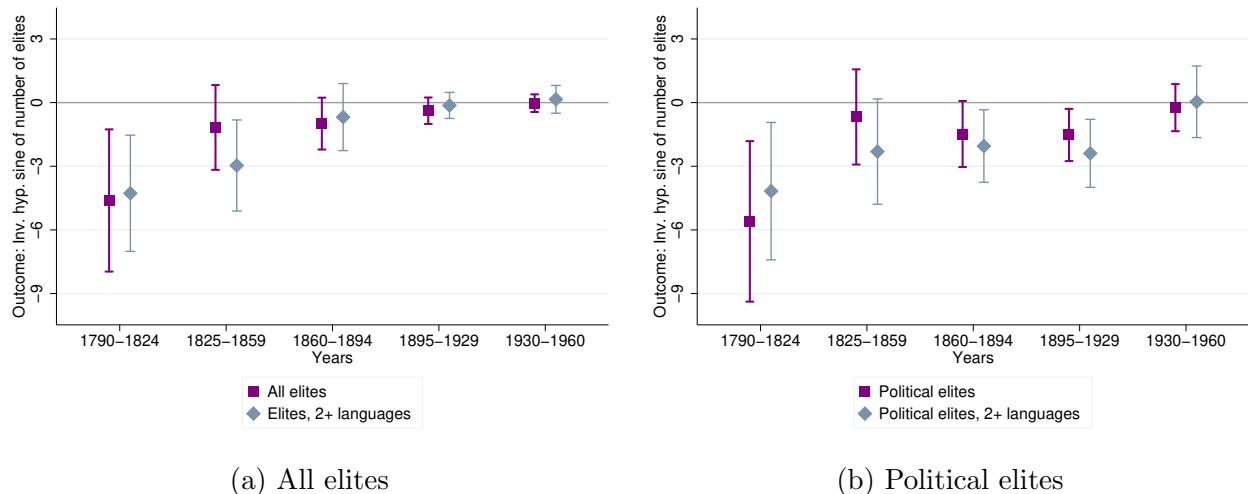 Outcome: Inv. hyp. sine of number of elites
3
0
−3
−6
−9
1790−1824 1825−1859 1860−1894 1895−1929 1930−1960
Years
All elites
Elites, 2+ languages
(a) All elites
Outcome: Inv. hyp. sine of number of elites
3
0
−3
−6
−9
1790−1824 1825−1859 1860−1894 1895−1929 1930−1960
Years
Political elites
Political elites, 2+ languages
(b) Political elites